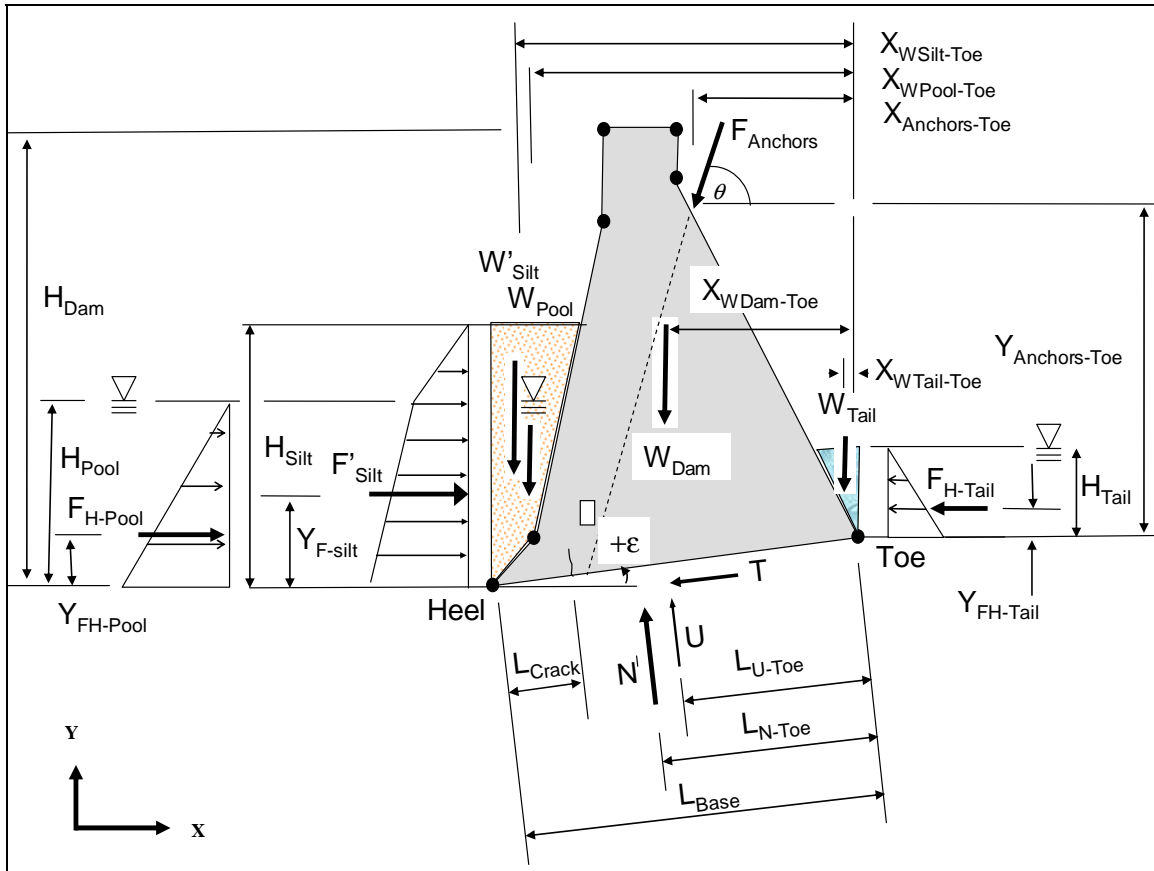 X_WSilt-Toe
X_WPool-Toe
X_Anchors-Toe
F_Anchors
θ
W'_Silt
W_Pool
X_WDam-Toe
H_Dam
Y_Anchors-Toe
X_WTail-Toe
W_Tail
H_Silt
F'_Silt
H_Pool
W_Dam
F_H-Tail
H_Tail
F_H-Pool
Y_F-silt
+ε
Toe
T
Y_FH-Pool
Heel
Y_FH-Tail
U
L_Crack
N'
L_U-Toe
L_N-Toe
L_Base
Y
X